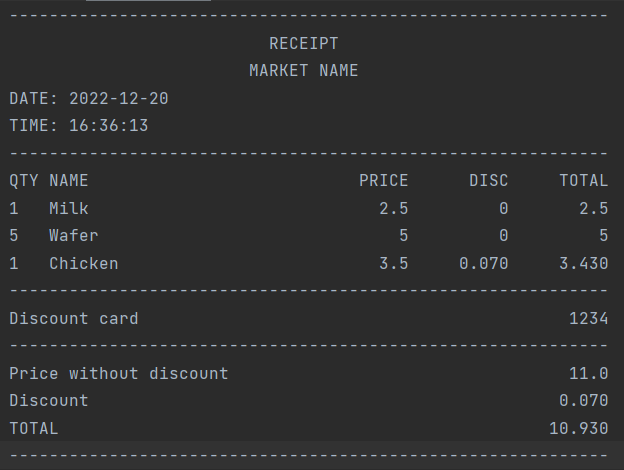 ------------------------------------------------------------
RECEIPT
MARKET NAME
DATE: 2022-12-20
TIME: 16:36:13
------------------------------------------------------------
QTY NAME                           PRICE      DISC     TOTAL
1   Milk                             2.5         0       2.5
5   Wafer                              5         0         5
1   Chicken                          3.5     0.070     3.430
------------------------------------------------------------
Discount card                                           1234
------------------------------------------------------------
Price without discount                                  11.0
Discount                                               0.070
TOTAL                                                 10.930
------------------------------------------------------------